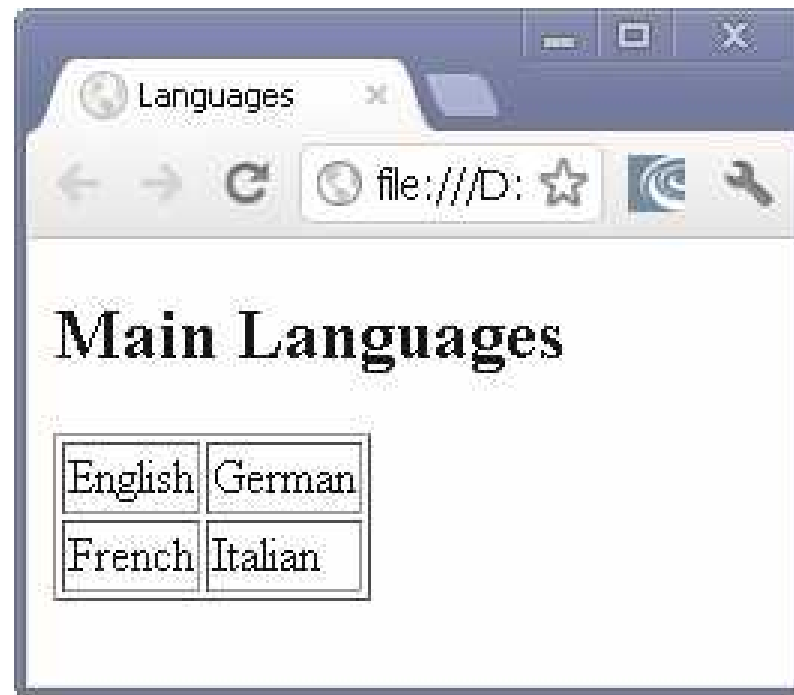 Languages
file:///D:
Main Languages
English German
French Italian